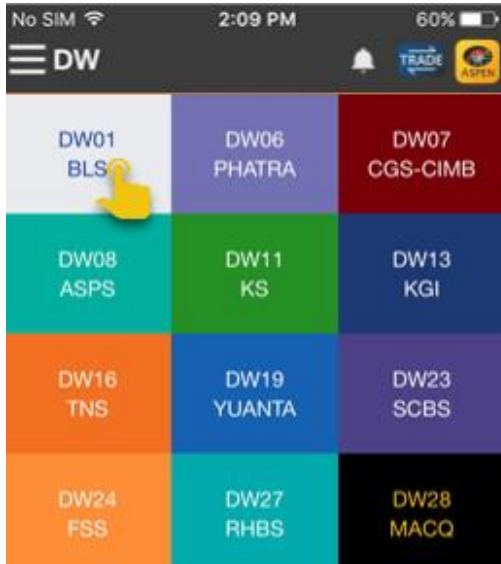 No SIM 2:09 PM 60%
DW TRADE ASPEN
DW01 DW06 DW07
BLS PHATRA CGS-CIMB
DW08 DW11 DW13
ASPS KS KGI
DW16 DW19 DW23
TNS YUANTA SCBS
DW24 DW27 DW28
FSS RHBS MACQ